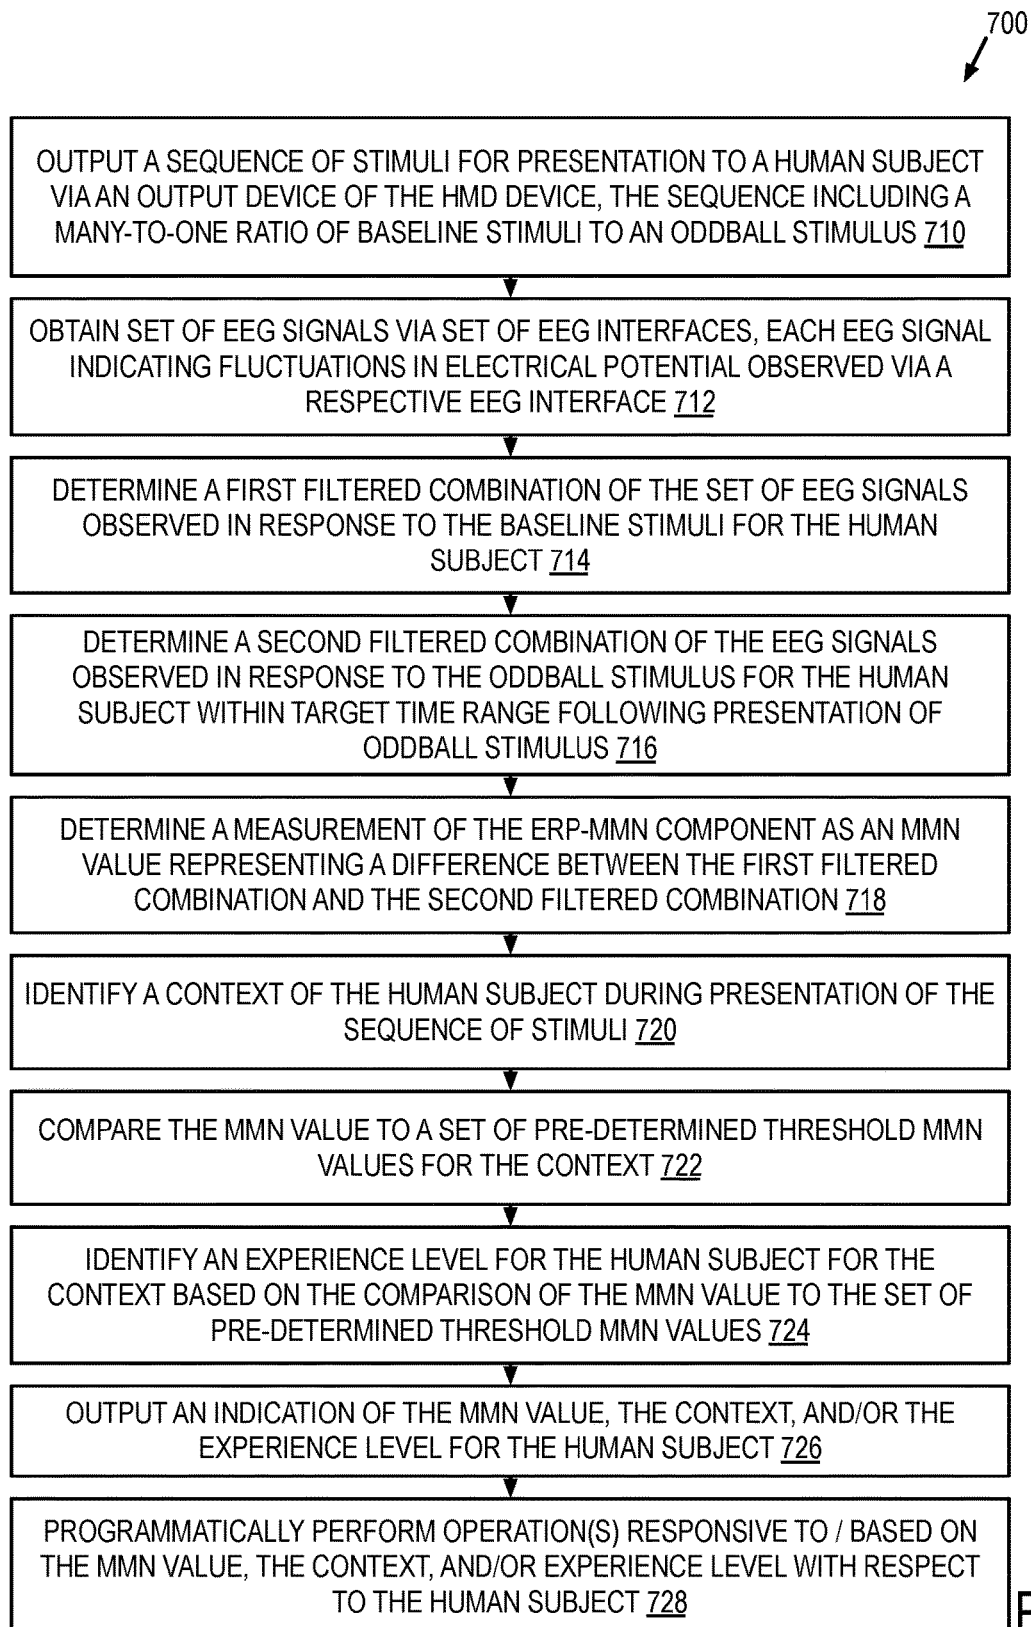 700
OUTPUT A SEQUENCE OF STIMULI FOR PRESENTATION TO A HUMAN SUBJECT
VIA AN OUTPUT DEVICE OF THE HMD DEVICE, THE SEQUENCE INCLUDING A
MANY-TO-ONE RATIO OF BASELINE STIMULI TO AN ODDBALL STIMULUS 710
OBTAIN SET OF EEG SIGNALS VIA SET OF EEG INTERFACES, EACH EEG SIGNAL
INDICATING FLUCTUATIONS IN ELECTRICAL POTENTIAL OBSERVED VIA A
RESPECTIVE EEG INTERFACE 712
DETERMINE A FIRST FILTERED COMBINATION OF THE SET OF EEG SIGNALS
OBSERVED IN RESPONSE TO THE BASELINE STIMULI FOR THE HUMAN
SUBJECT 714
DETERMINE A SECOND FILTERED COMBINATION OF THE EEG SIGNALS
OBSERVED IN RESPONSE TO THE ODDBALL STIMULUS FOR THE HUMAN
SUBJECT WITHIN TARGET TIME RANGE FOLLOWING PRESENTATION OF
ODDBALL STIMULUS 716
DETERMINE A MEASUREMENT OF THE ERP-MMN COMPONENT AS AN MMN
VALUE REPRESENTING A DIFFERENCE BETWEEN THE FIRST FILTERED
COMBINATION AND THE SECOND FILTERED COMBINATION 718
IDENTIFY A CONTEXT OF THE HUMAN SUBJECT DURING PRESENTATION OF THE
SEQUENCE OF STIMULI 720
COMPARE THE MMN VALUE TO A SET OF PRE-DETERMINED THRESHOLD MMN
VALUES FOR THE CONTEXT 722
IDENTIFY AN EXPERIENCE LEVEL FOR THE HUMAN SUBJECT FOR THE
CONTEXT BASED ON THE COMPARISON OF THE MMN VALUE TO THE SET OF
PRE-DETERMINED THRESHOLD MMN VALUES 724
OUTPUT AN INDICATION OF THE MMN VALUE, THE CONTEXT, AND/OR THE
EXPERIENCE LEVEL FOR THE HUMAN SUBJECT 726
PROGRAMMATICALLY PERFORM OPERATION(S) RESPONSIVE TO / BASED ON
THE MMN VALUE, THE CONTEXT, AND/OR EXPERIENCE LEVEL WITH RESPECT
TO THE HUMAN SUBJECT 728